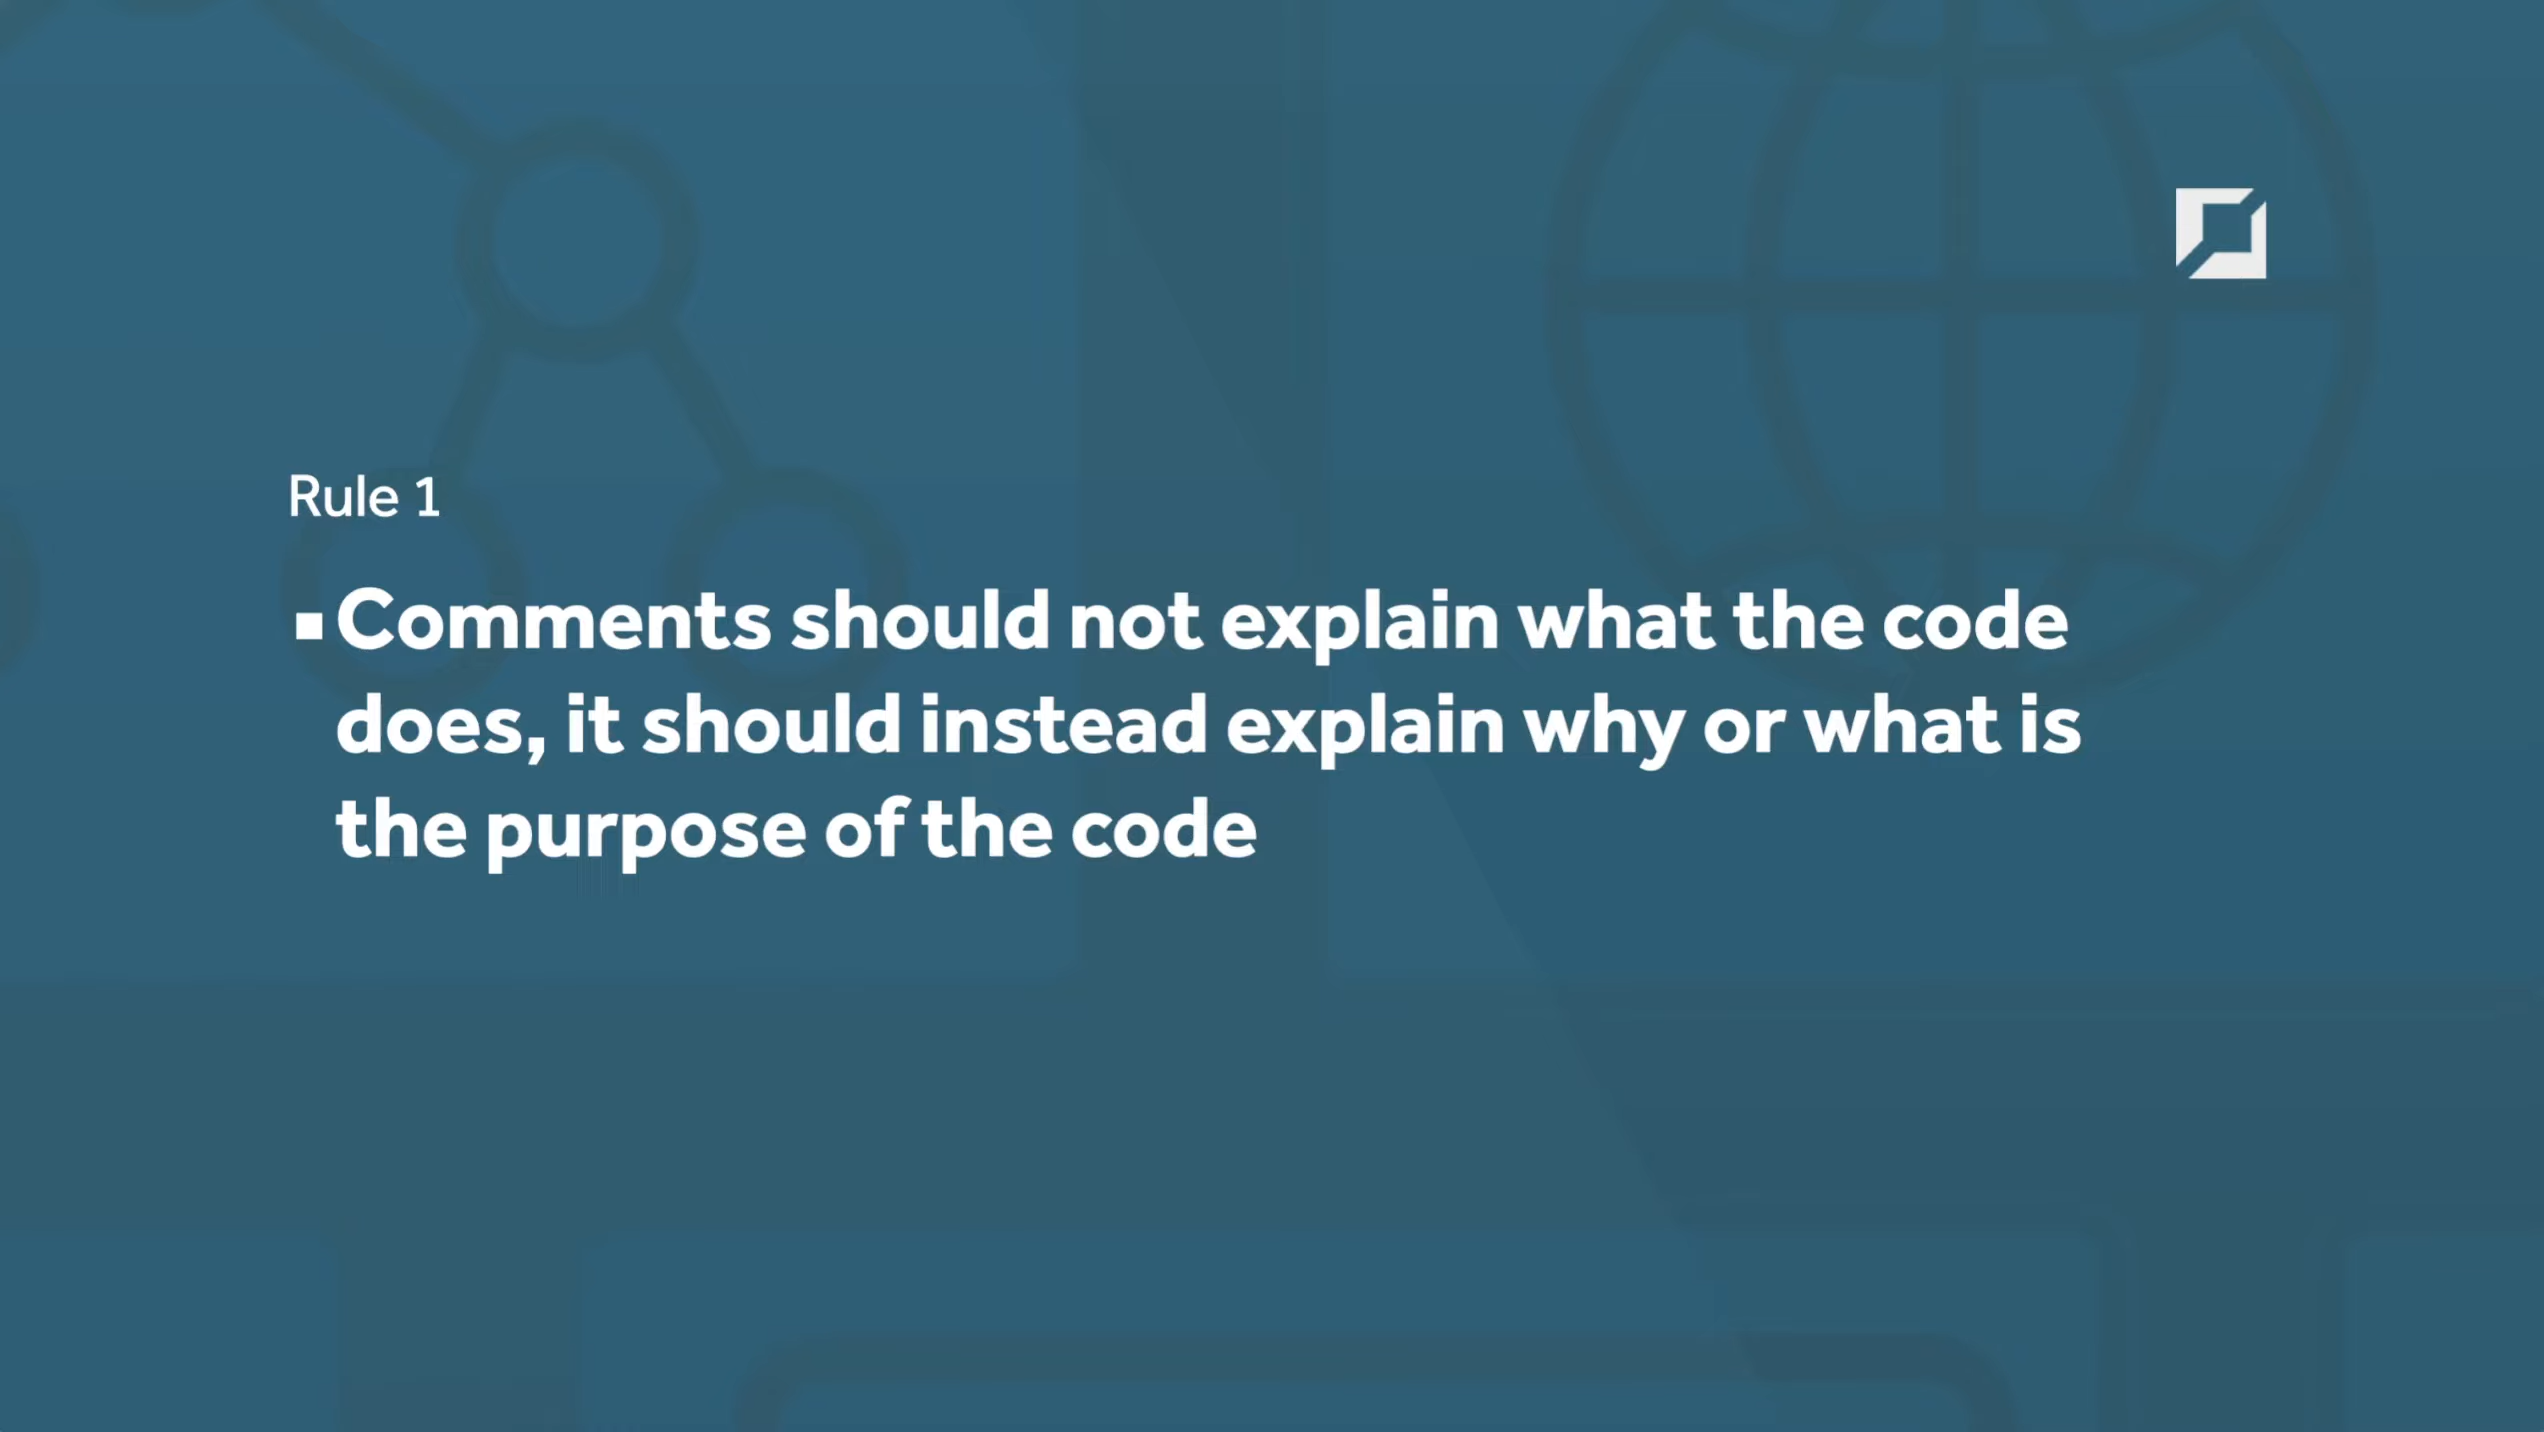 Rule 1
▪Comments should not explain what the code
does, it should instead explain why or what is
the purpose of the code